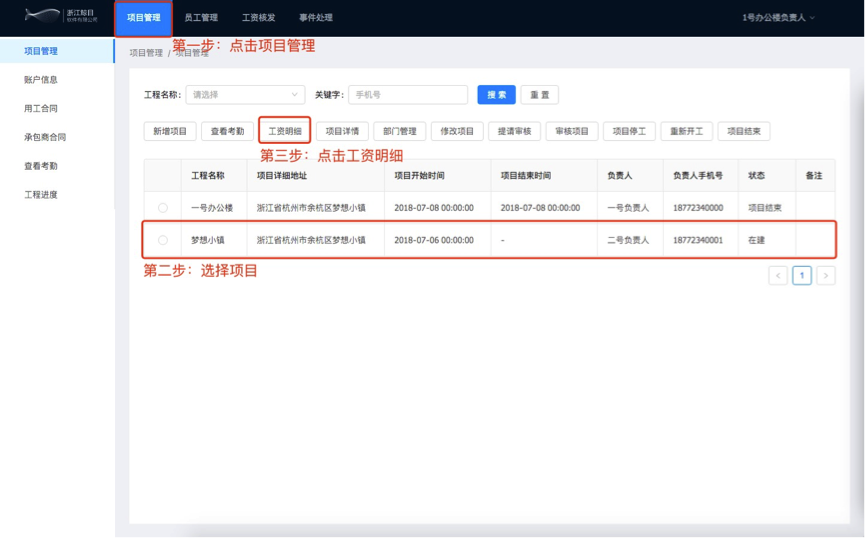 浙江粽目
软件有限公司
项目管理 员工管理 工资核发 事件处理
1号办公楼负责人
第一步：点击项目管理
项目管理
账户信息
用工合同
承包商合同
查看考勤
工程进度
项目管理 / 项目管理
工程名称： 请选择 关键字： 手机号 搜 索 重 置
新增项目 查看考勤 工资明细 项目详情 部门管理 修改项目 提请审核 审核项目 项目停工 重新开工 项目结束
第三步：点击工资明细
工程名称 项目详细地址 项目开始时间 项目结束时间 负责人 负责人手机号 状态 备注
一号办公楼 浙江省杭州市余杭区梦想小镇 2018-07-08 00:00:00 2018-07-08 00:00:00 一号负责人 18772340000 项目结束
梦想小镇 浙江省杭州市余杭区梦想小镇 2018-07-06 00:00:00 - 二号负责人 18772340001 在建
第二步：选择项目
< 1 >